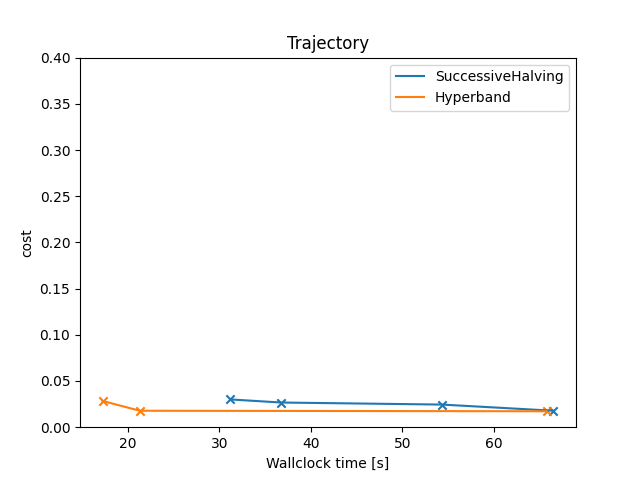 Trajectory
SuccessiveHalving
Hyperband
cost
0.40
0.35
0.30
0.25
0.20
0.15
0.10
0.05
0.00
20 30 40 50 60
Wallclock time [s]